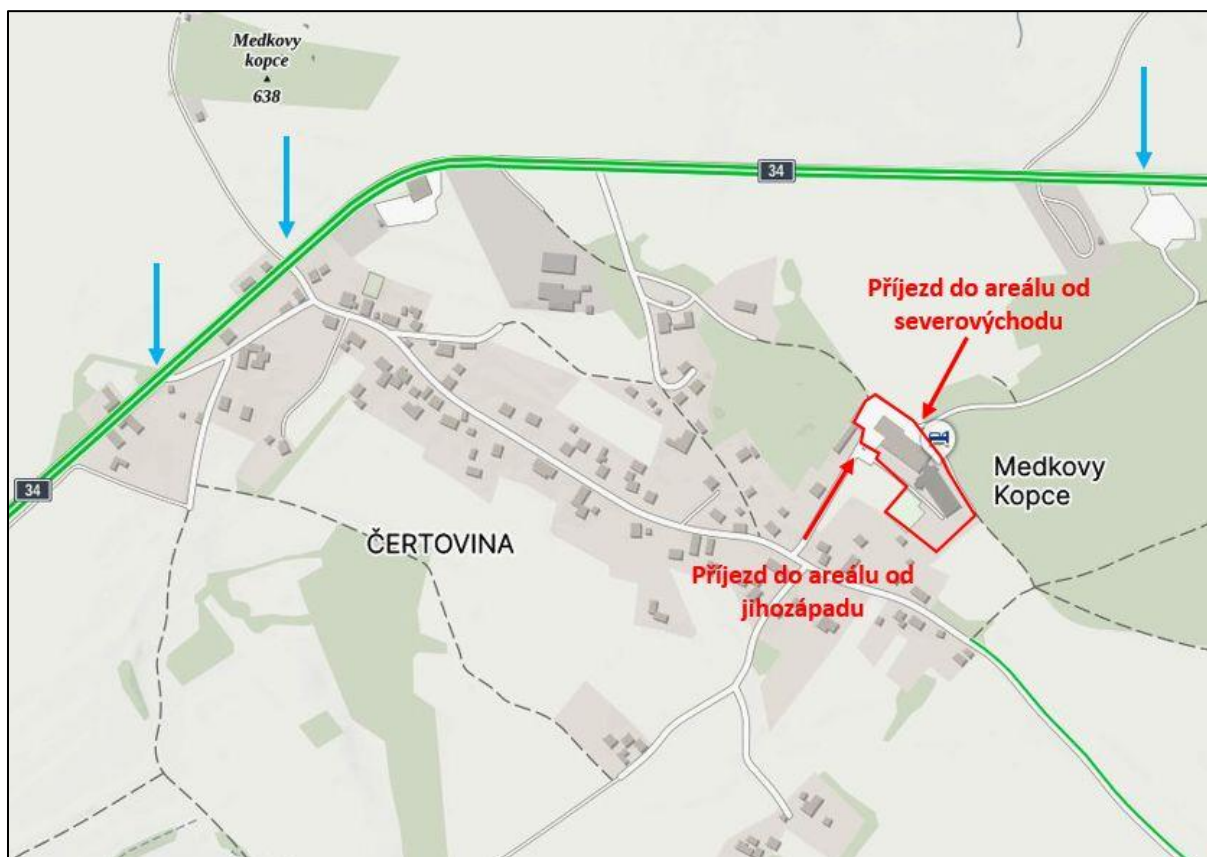 Medkovy
kopce
638
34
Příjezd do areálu od
severovýchodu
Medkovy
Kopce
34
ČERTOVINA
Příjezd do areálu od
jihozápadu